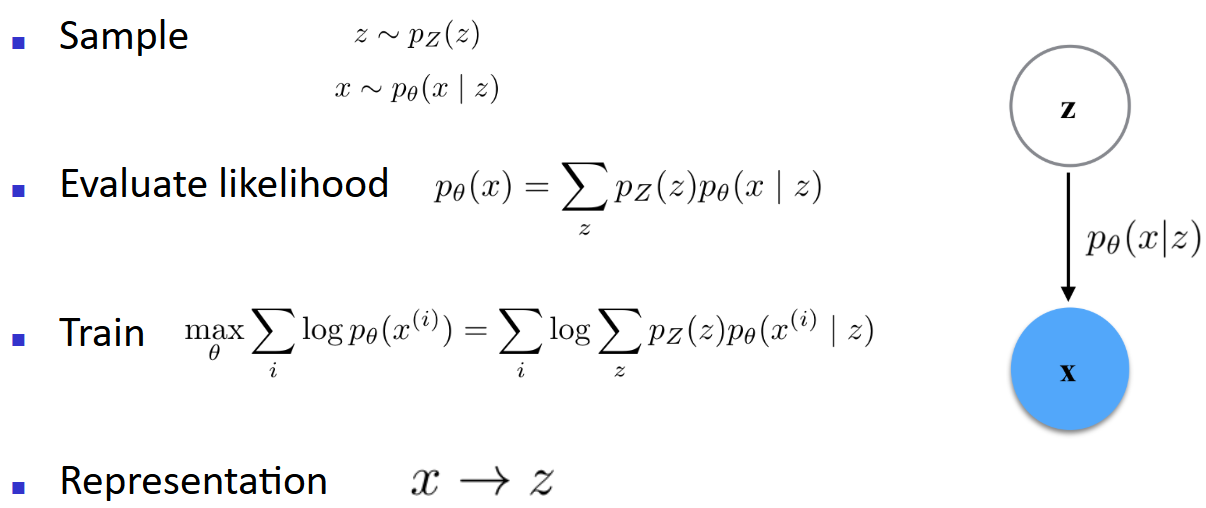 Sample z ∼ p_Z(z)
x ∼ p_θ(x | z)
Evaluate likelihood p_θ(x) = ∑_z p_Z(z)p_θ(x | z)
Train max_θ ∑_i log p_θ(x^(i)) = ∑_i log ∑_z p_Z(z)p_θ(x^(i) | z)
Representation x → z
z
p_θ(x|z)
x